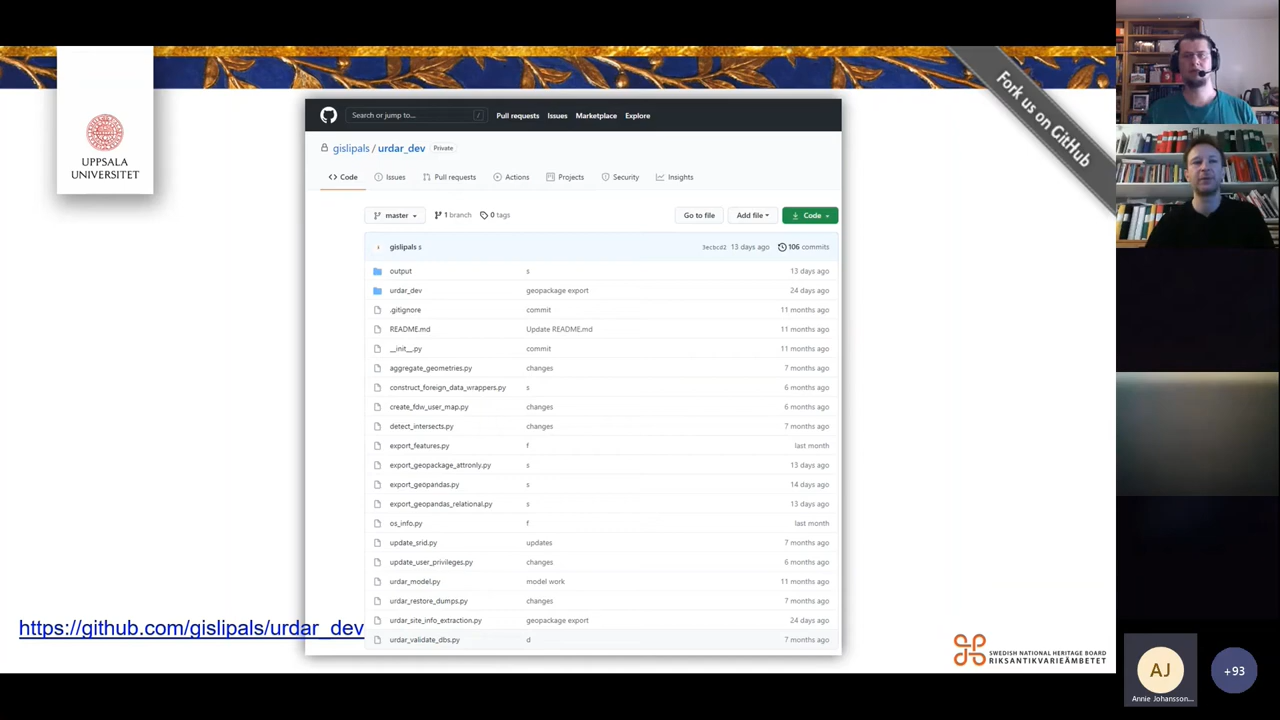 UPPSALA
UNIVERSITET
Fork us on GitHub
Search or jump to... /
Pull requests Issues Marketplace Explore
gislipals / urdar_dev Private
Code Issues Pull requests Actions Projects Security Insights
master 1 branch 0 tags Go to file Add file Code
gislipals s 3ecbcd2 13 days ago 106 commits
output s 13 days ago
urdar_dev geopackage export 24 days ago
.gitignore commit 11 months ago
README.md Update README.md 11 months ago
__init__.py commit 11 months ago
aggregate_geometries.py changes 7 months ago
construct_foreign_data_wrappers.py s 6 months ago
create_fdw_user_map.py changes 6 months ago
detect_intersects.py changes 7 months ago
export_features.py f last month
export_geopackage_attronly.py s 13 days ago
export_geopandas.py s 14 days ago
export_geopandas_relational.py s 13 days ago
os_info.py f last month
update_srid.py updates 7 months ago
update_user_privileges.py changes 6 months ago
urdar_model.py model work 11 months ago
urdar_restore_dumps.py changes 7 months ago
urdar_site_info_extraction.py geopackage export 24 days ago
urdar_validate_dbs.py d 7 months ago
https://github.com/gislipals/urdar_dev
SWEDISH NATIONAL HERITAGE BOARD
RIKSANTIKVARIEÄMBETET
AJ
Annie Johansson...
+93